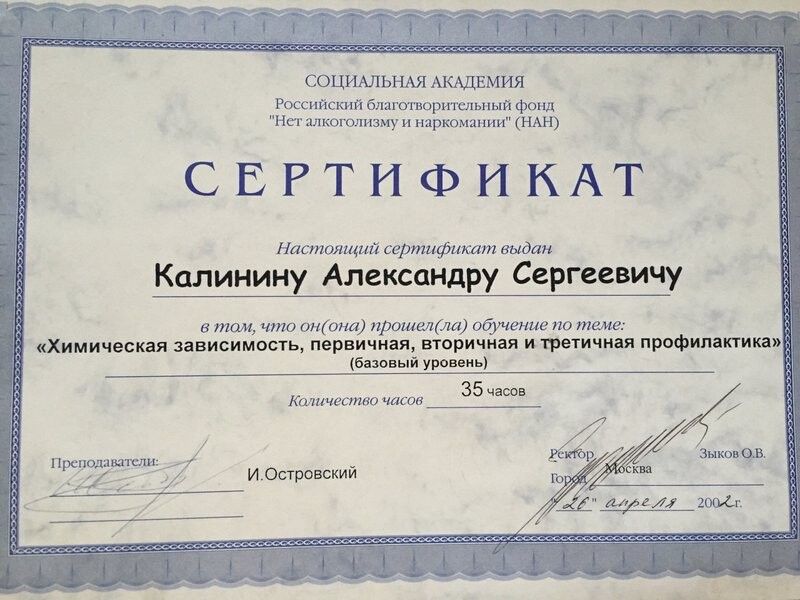 СОЦИАЛЬНАЯ АКАДЕМИЯ
Российский благотворительный фонд
"Нет алкоголизму и наркомании" (НАН)
СЕРТИФИКАТ
Настоящий сертификат выдан
Калинину Александру Сергеевичу
в том, что он(она) прошел(ла) обучение по теме:
«Химическая зависимость, первичная, вторичная и третичная профилактика»
(базовый уровень)
Количество часов 35 часов
Преподаватели: И.Островский
Ректор Зыков О.В.
Город Москва
"26" апреля 2002г.